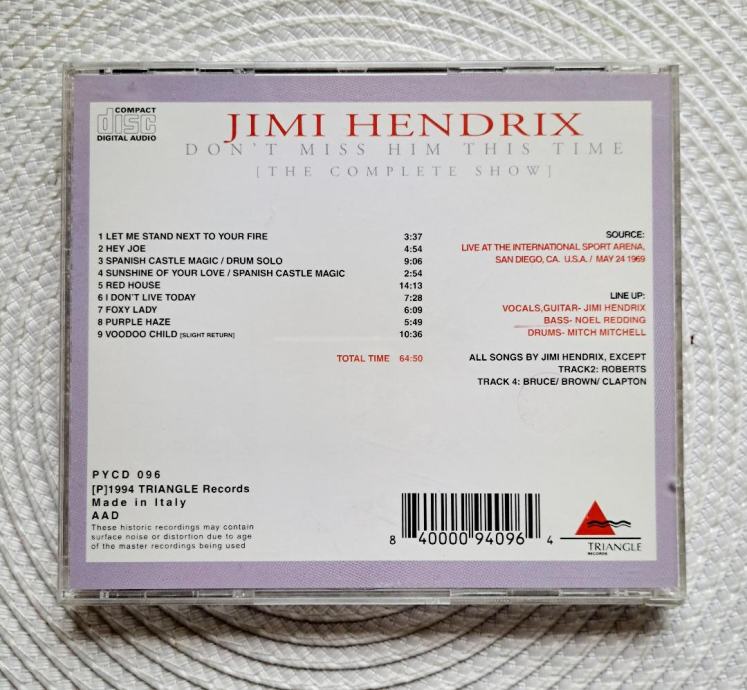 COMPACT
disc
DIGITAL AUDIO
JIMI HENDRIX
DON'T MISS HIM THIS TIME
[THE COMPLETE SHOW]
1 LET ME STAND NEXT TO YOUR FIRE 3:37
2 HEY JOE 4:54
3 SPANISH CASTLE MAGIC / DRUM SOLO 9:06
4 SUNSHINE OF YOUR LOVE / SPANISH CASTLE MAGIC 2:54
5 RED HOUSE 14:13
6 I DON'T LIVE TODAY 7:28
7 FOXY LADY 6:09
8 PURPLE HAZE 5:49
9 VOODOO CHILD [SLIGHT RETURN] 10:36
TOTAL TIME 64:50
SOURCE:
LIVE AT THE INTERNATIONAL SPORT ARENA,
SAN DIEGO, CA. U.S.A. / MAY 24 1969
LINE UP:
VOCALS,GUITAR- JIMI HENDRIX
BASS- NOEL REDDING
DRUMS- MITCH MITCHELL
ALL SONGS BY JIMI HENDRIX, EXCEPT
TRACK2: ROBERTS
TRACK 4: BRUCE/ BROWN/ CLAPTON
PYCD 096
[P]1994 TRIANGLE Records
Made in Italy
AAD
These historic recordings may contain
surface noise or distortion due to age
of the master recordings being used
8 40000 94096 4
TRIANGLE
RECORDS